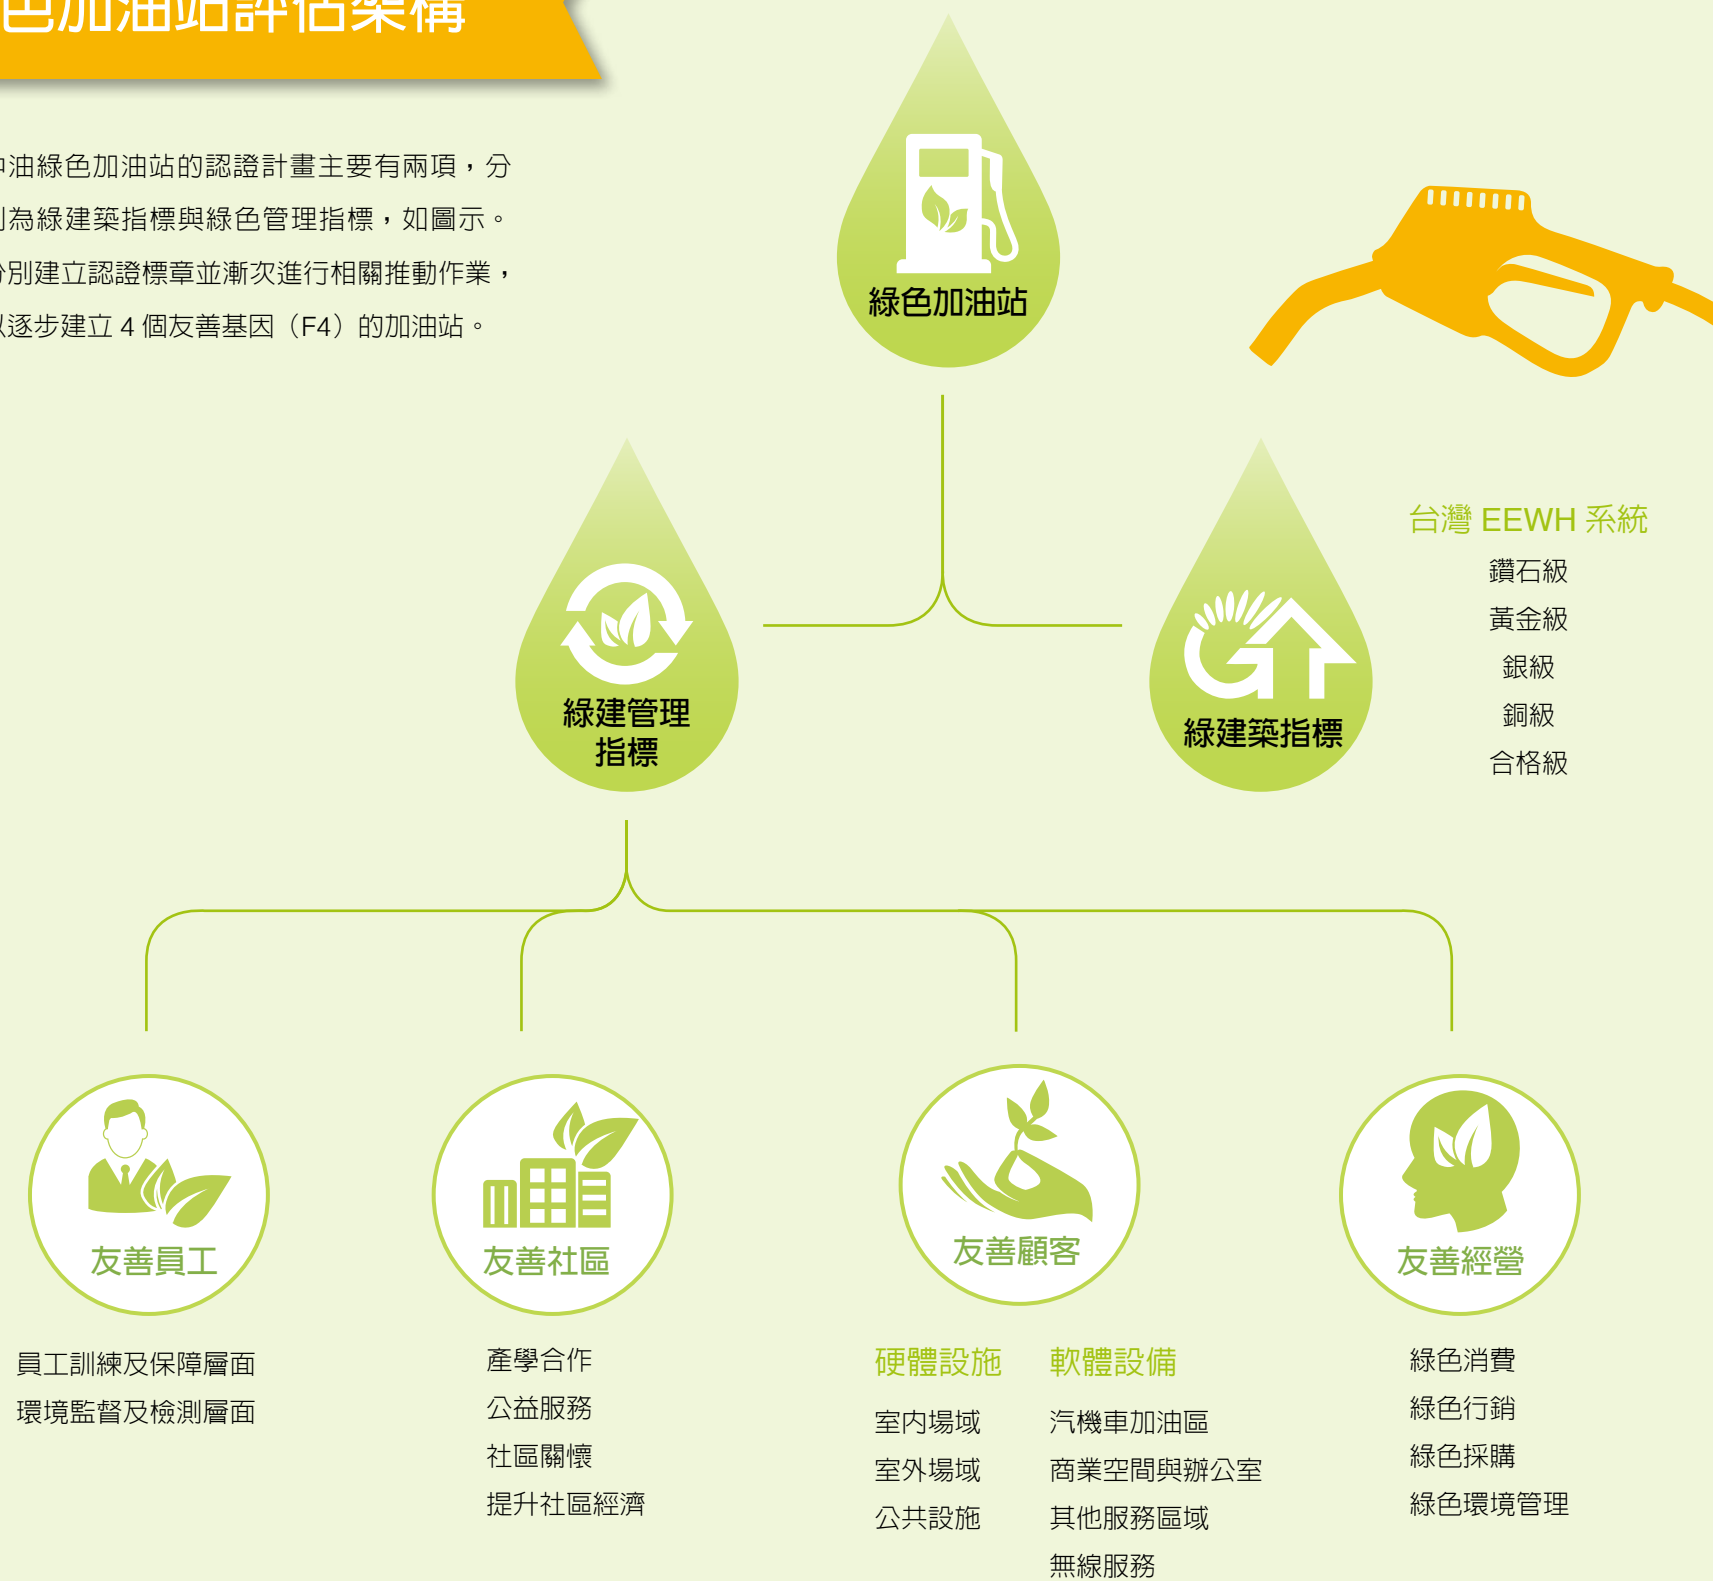 色加油站評估架構
中油綠色加油站的認證計畫主要有兩項，分
別為綠建築指標與綠色管理指標，如圖示。
分別建立認證標章並漸次進行相關推動作業，
以逐步建立 4 個友善基因（F4）的加油站。
綠色加油站
綠建管理
指標
綠建築指標
台灣 EEWH 系統
鑽石級
黃金級
銀級
銅級
合格級
友善員工
員工訓練及保障層面
環境監督及檢測層面
友善社區
產學合作
公益服務
社區關懷
提升社區經濟
友善顧客
硬體設施
室內場域
室外場域
公共設施
軟體設備
汽機車加油區
商業空間與辦公室
其他服務區域
無線服務
友善經營
綠色消費
綠色行銷
綠色採購
綠色環境管理